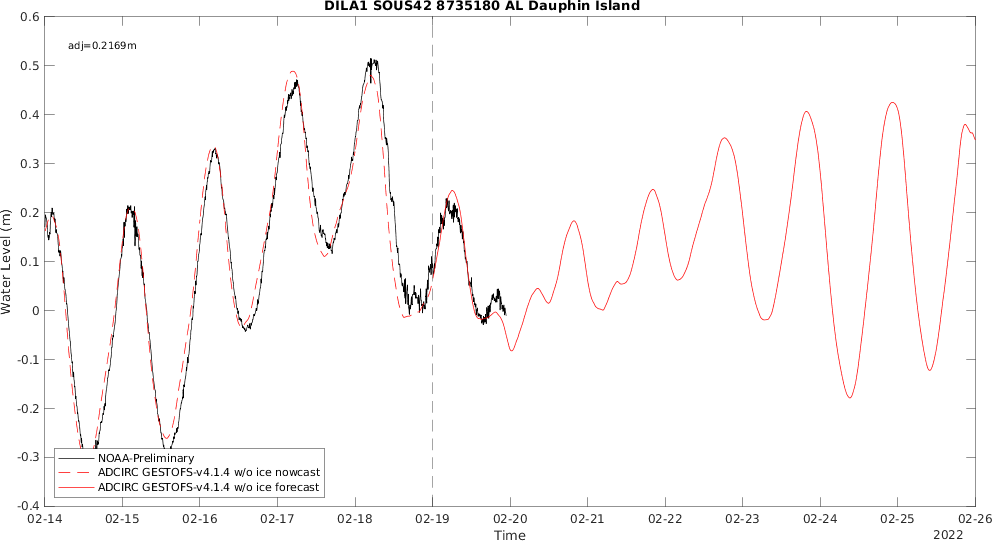 DILA1 SOUS42 8735180 AL Dauphin Island
adj=0.2169m
Water Level (m)
0.6
0.5
0.4
0.3
0.2
0.1
0
-0.1
-0.2
-0.3
-0.4
NOAA-Preliminary
ADCIRC GESTOFS-v4.1.4 w/o ice nowcast
ADCIRC GESTOFS-v4.1.4 w/o ice forecast
02-14 02-15 02-16 02-17 02-18 02-19 02-20 02-21 02-22 02-23 02-24 02-25 02-26
Time
2022